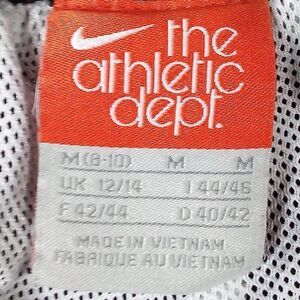 the
athletic
dept.
M (8-10) M M
UK 12/14 I 44/46
F 42/44 D 40/42
MADE IN VIETNAM
FABRIQUE AU VIETNAM